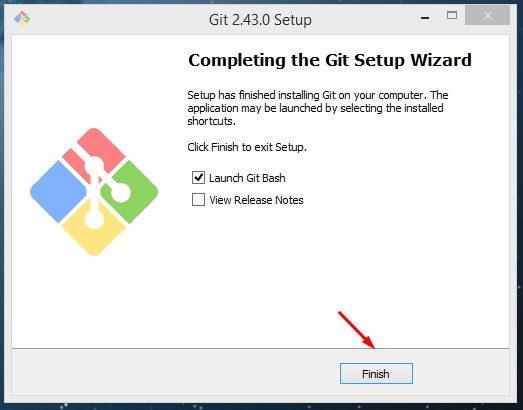 Git 2.43.0 Setup
Completing the Git Setup Wizard
Setup has finished installing Git on your computer. The
application may be launched by selecting the installed
shortcuts.
Click Finish to exit Setup.
Launch Git Bash
View Release Notes
Finish